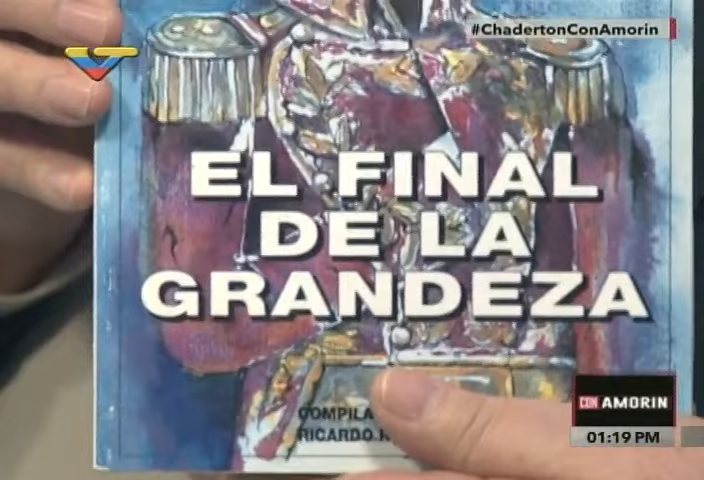 #ChadertonConAmorin
EL FINAL
DE LA
GRANDEZA
COMPILA
RICARDO
CON AMORIN
01:19 PM